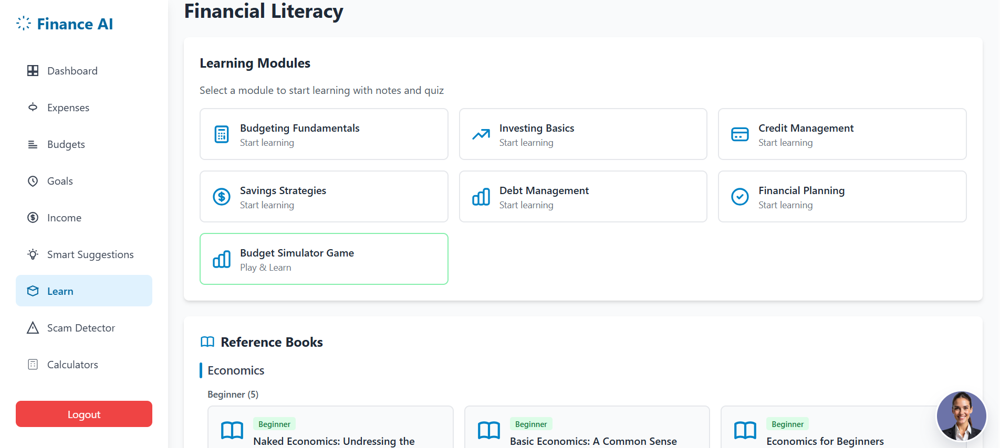 Finance AI
Dashboard
Expenses
Budgets
Goals
Income
Smart Suggestions
Learn
Scam Detector
Calculators
Logout
Financial Literacy
Learning Modules
Select a module to start learning with notes and quiz
Budgeting Fundamentals
Start learning
Investing Basics
Start learning
Credit Management
Start learning
Savings Strategies
Start learning
Debt Management
Start learning
Financial Planning
Start learning
Budget Simulator Game
Play & Learn
Reference Books
Economics
Beginner (5)
Beginner
Naked Economics: Undressing the
Beginner
Basic Economics: A Common Sense
Beginner
Economics for Beginners